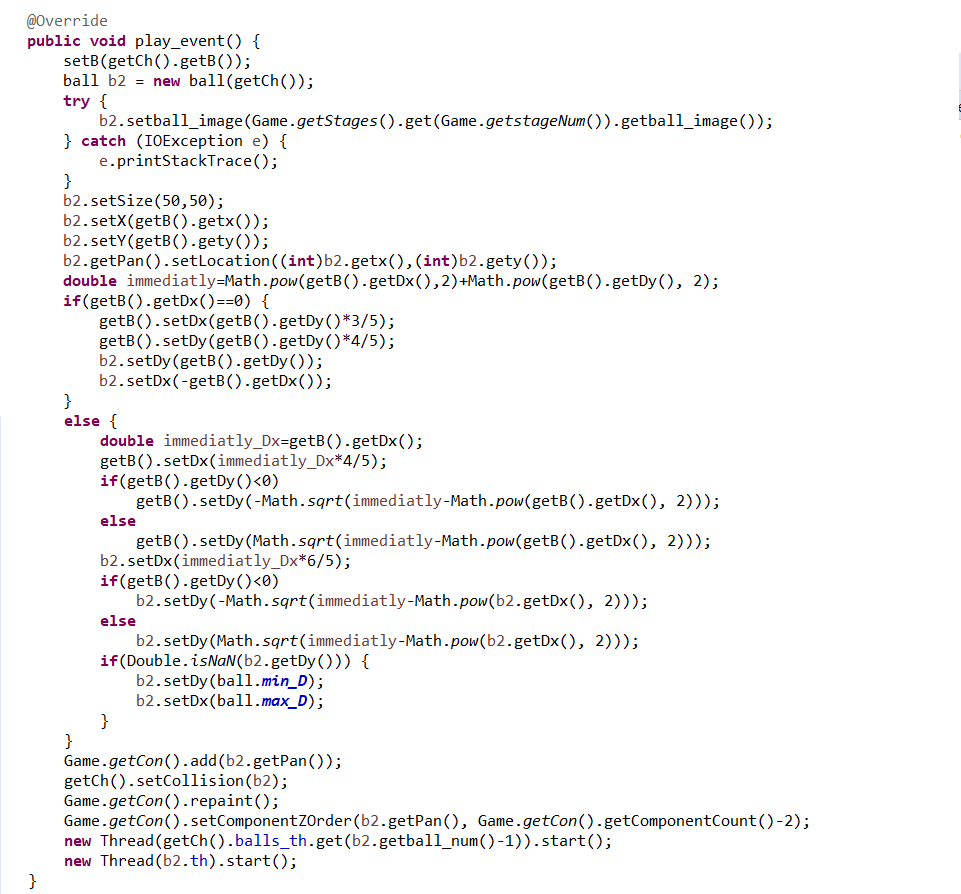 @Override
public void play_event() {
    setB(getCh().getB());
    ball b2 = new ball(getCh());
    try {
        b2.setball_image(Game.getStages().get(Game.getstageNum()).getball_image());
    } catch (IOException e) {
        e.printStackTrace();
    }
    b2.setSize(50,50);
    b2.setX(getB().getx());
    b2.setY(getB().gety());
    b2.getPan().setLocation((int)b2.getx(),(int)b2.gety());
    double immediatly=Math.pow(getB().getDx(),2)+Math.pow(getB().getDy(), 2);
    if(getB().getDx()==0) {
        getB().setDx(getB().getDy()*3/5);
        getB().setDy(getB().getDy()*4/5);
        b2.setDy(getB().getDy());
        b2.setDx(-getB().getDx());
    }
    else {
        double immediatly_Dx=getB().getDx();
        getB().setDx(immediatly_Dx*4/5);
        if(getB().getDy()<0)
            getB().setDy(-Math.sqrt(immediatly-Math.pow(getB().getDx(), 2)));
        else
            getB().setDy(Math.sqrt(immediatly-Math.pow(getB().getDx(), 2)));
        b2.setDx(immediatly_Dx*6/5);
        if(getB().getDy()<0)
            b2.setDy(-Math.sqrt(immediatly-Math.pow(b2.getDx(), 2)));
        else
            b2.setDy(Math.sqrt(immediatly-Math.pow(b2.getDx(), 2)));
        if(Double.isNaN(b2.getDy())) {
            b2.setDy(ball.min_D);
            b2.setDx(ball.max_D);
        }
    }
    Game.getCon().add(b2.getPan());
    getCh().setCollision(b2);
    Game.getCon().repaint();
    Game.getCon().setComponentZOrder(b2.getPan(), Game.getCon().getComponentCount()-2);
    new Thread(getCh().balls_th.get(b2.getball_num()-1)).start();
    new Thread(b2.th).start();
}